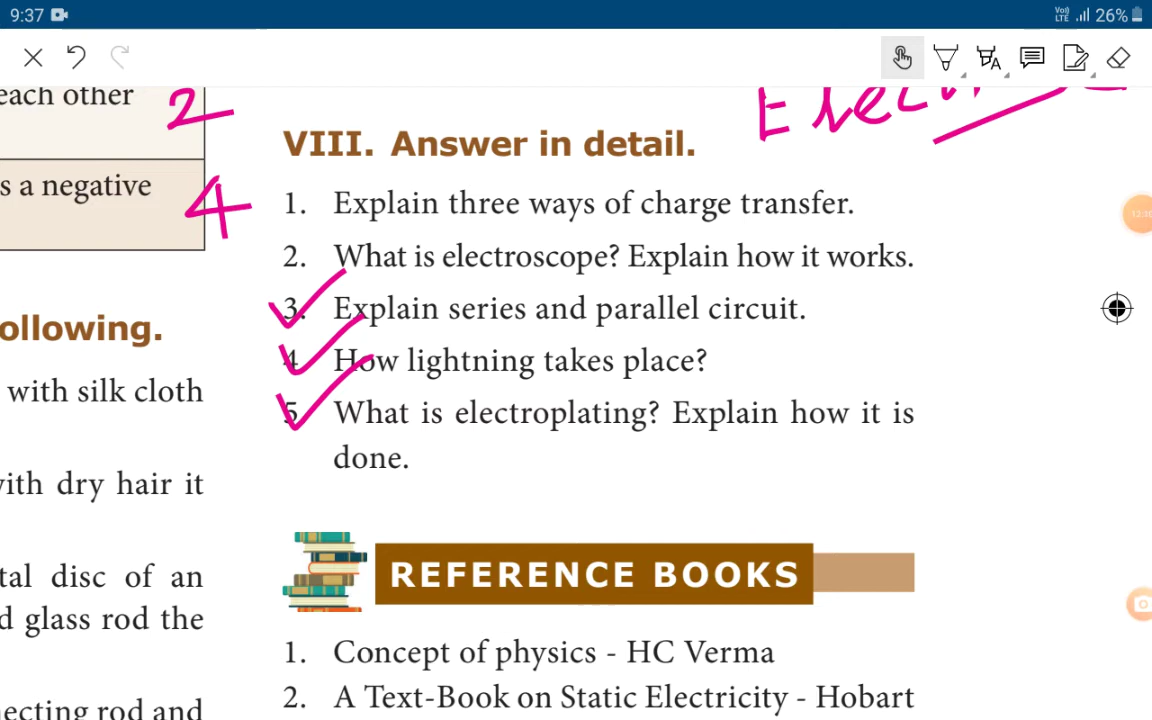 9:37
Vo)) LTE 26%
each other
2
s a negative
4
ollowing.
with silk cloth
vith dry hair it
tal disc of an
d glass rod the
necting rod and
VIII. Answer in detail.
1. Explain three ways of charge transfer.
2. What is electroscope? Explain how it works.
3. Explain series and parallel circuit.
4. How lightning takes place?
5. What is electroplating? Explain how it is
done.
REFERENCE BOOKS
1. Concept of physics - HC Verma
2. A Text-Book on Static Electricity - Hobart